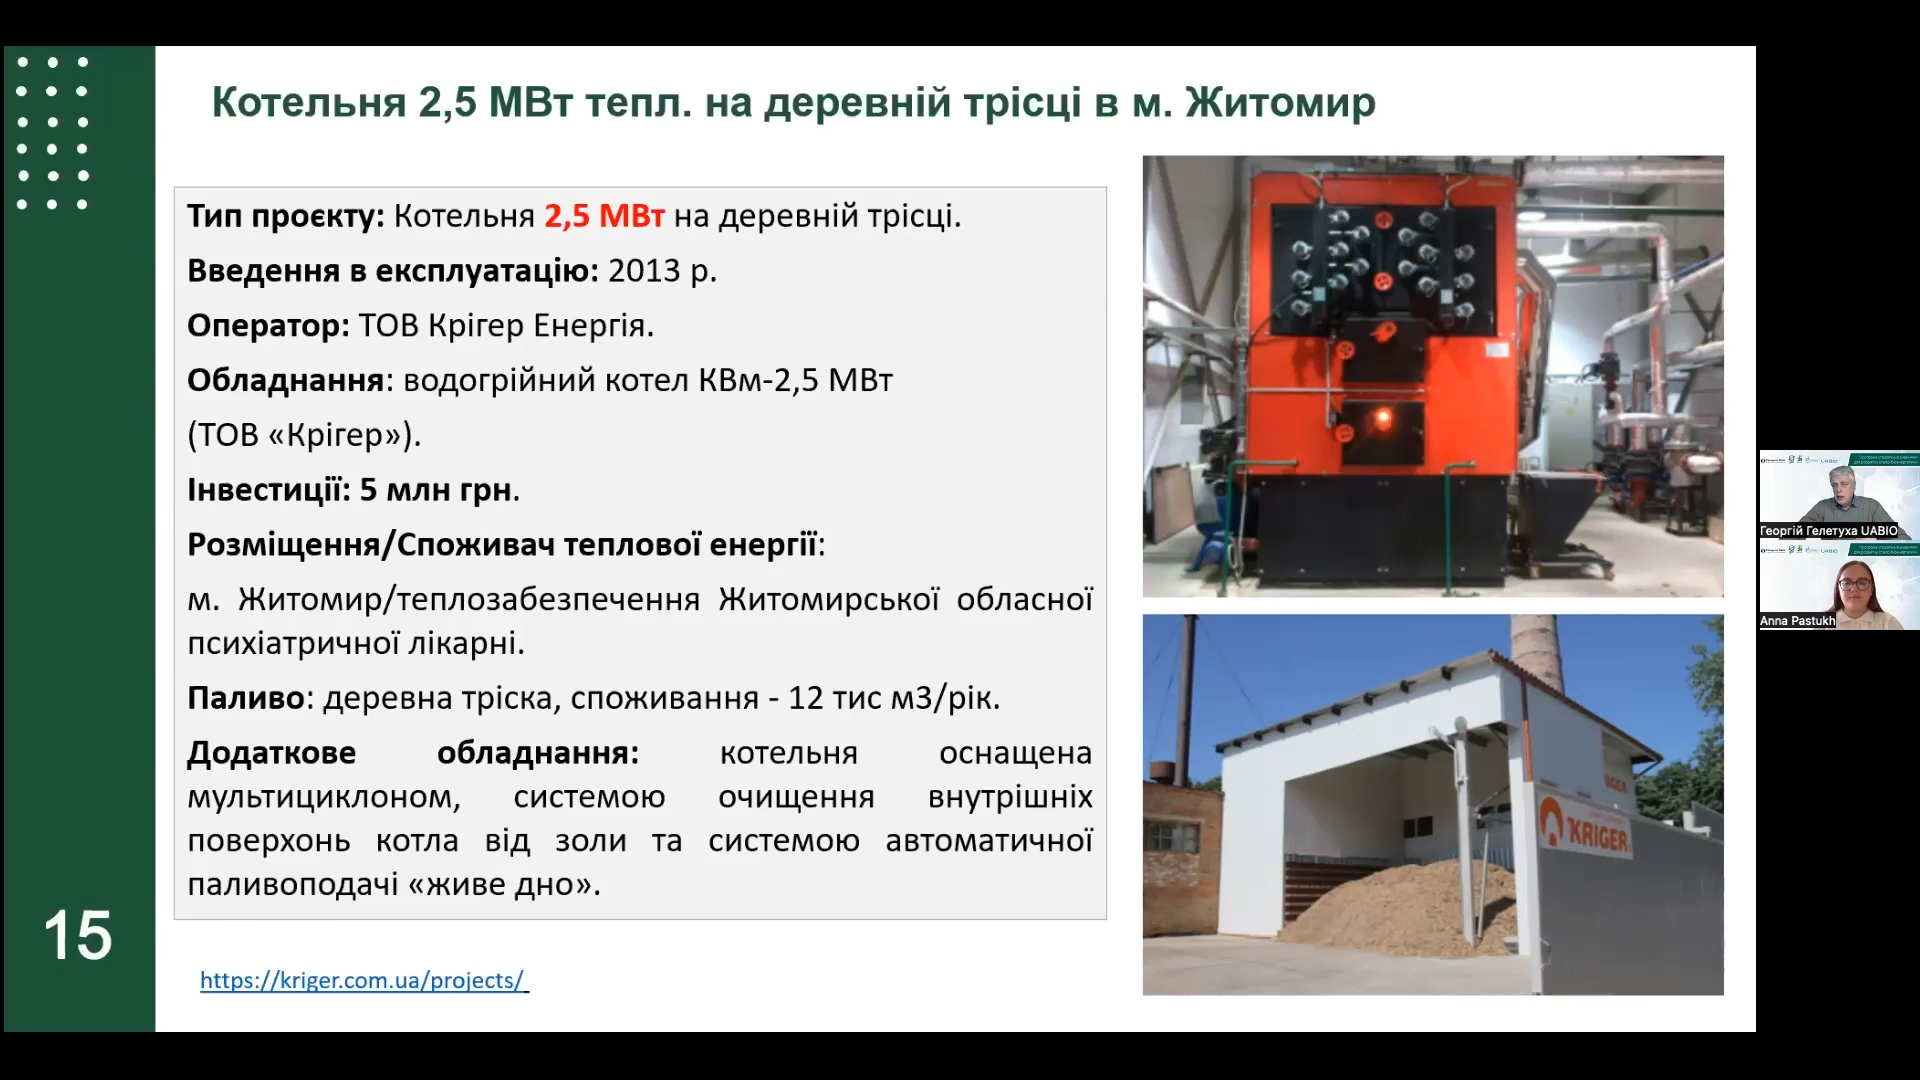 Котельня 2,5 МВт тепл. на деревній трісці в м. Житомир
Тип проєкту: Котельня 2,5 МВт на деревній трісці.
Введення в експлуатацію: 2013 р.
Оператор: ТОВ Крігер Енергія.
Обладнання: водогрійний котел КВм-2,5 МВт
(ТОВ «Крігер»).
Інвестиції: 5 млн грн.
Розміщення/Споживач теплової енергії:
м. Житомир/теплозабезпечення Житомирської обласної
психіатричної лікарні.
Паливо: деревна тріска, споживання - 12 тис м3/рік.
Додаткове обладнання: котельня оснащена
мультициклоном, системою очищення внутрішніх
поверхонь котла від золи та системою автоматичної
паливоподачі «живе дно».
15
https://kriger.com.ua/projects/
KRIGER
Георгій Гелетуха UABIO
Anna Pastukh